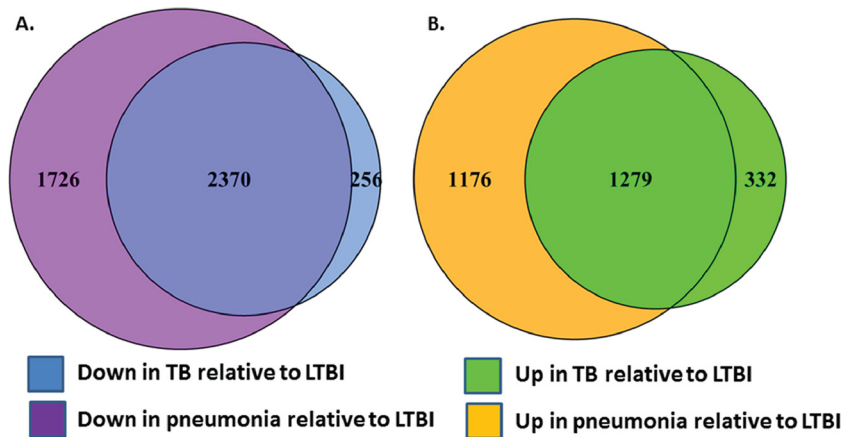 A.
1726
2370
256
Down in TB relative to LTBI
Down in pneumonia relative to LTBI
B.
1176
1279
332
Up in TB relative to LTBI
Up in pneumonia relative to LTBI